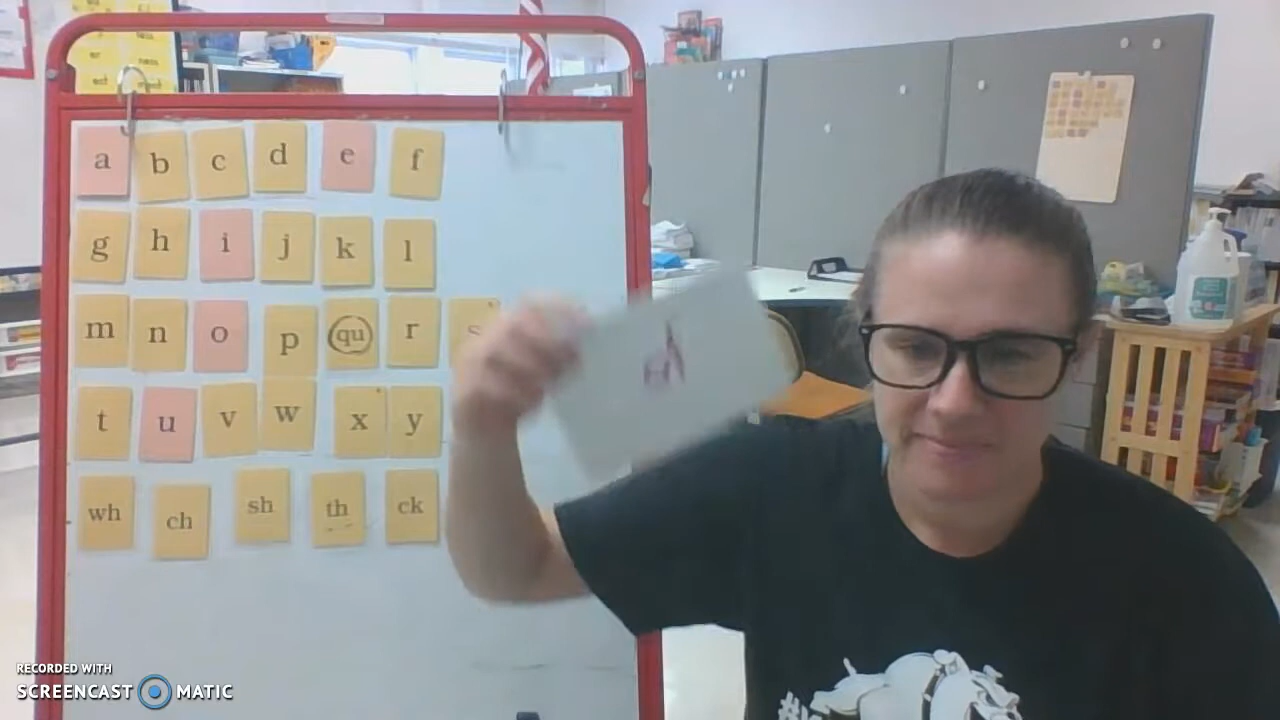 a b c d e f
g h i j k l
m n o p qu r s
t u v w x y
wh ch sh th ck
RECORDED WITH
SCREENCAST MATIC